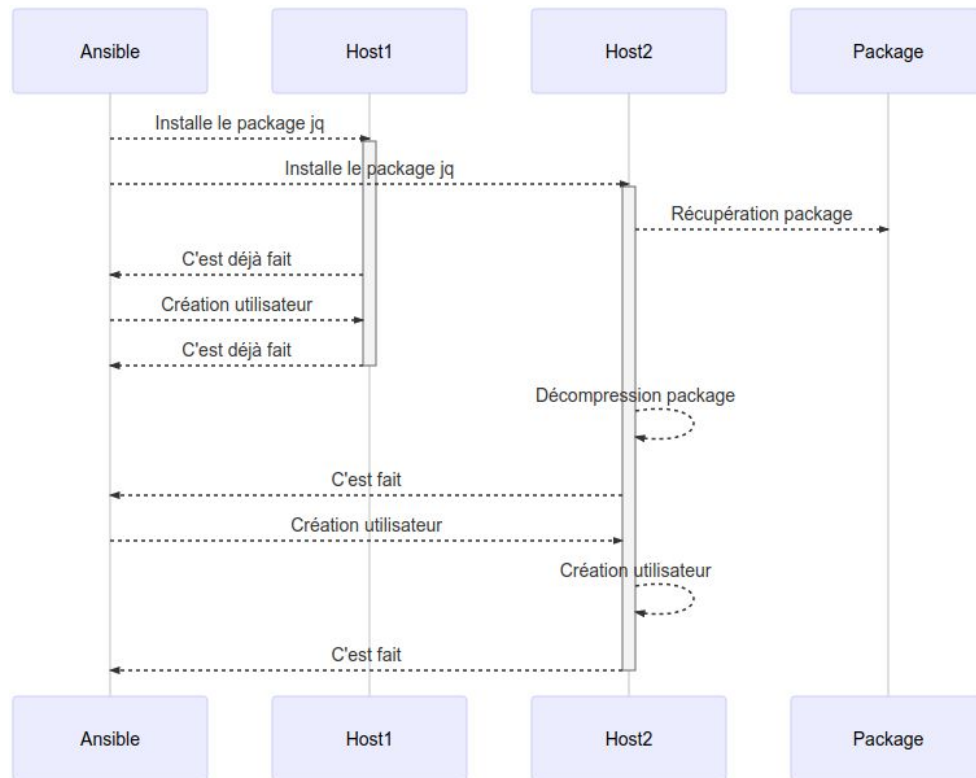 Ansible
Host1
Host2
Package
Installe le package jq
Installe le package jq
Récupération package
C'est déjà fait
Création utilisateur
C'est déjà fait
Décompression package
C'est fait
Création utilisateur
Création utilisateur
C'est fait
Ansible
Host1
Host2
Package